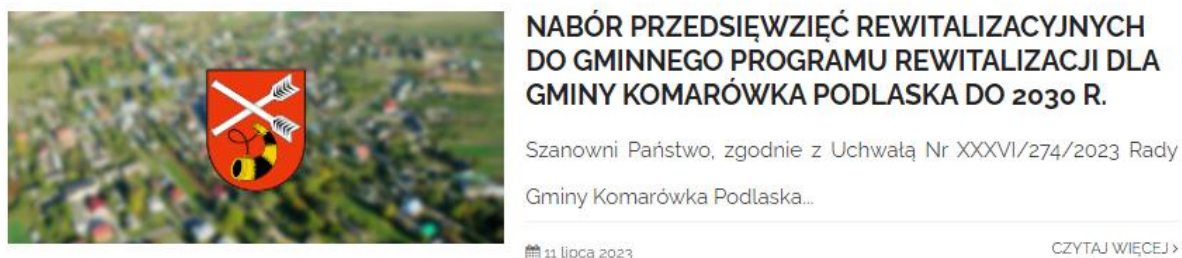 NABÓR PRZEDSIĘWZIĘĆ REWITALIZACYJNYCH
DO GMINNEGO PROGRAMU REWITALIZACJI DLA
GMINY KOMARÓWKA PODLASKA DO 2030 R.
Szanowni Państwo, zgodnie z Uchwałą Nr XXXVI/274/2023 Rady
Gminy Komarówka Podlaska...
11 lipca 2023
CZYTAJ WIĘCEJ >